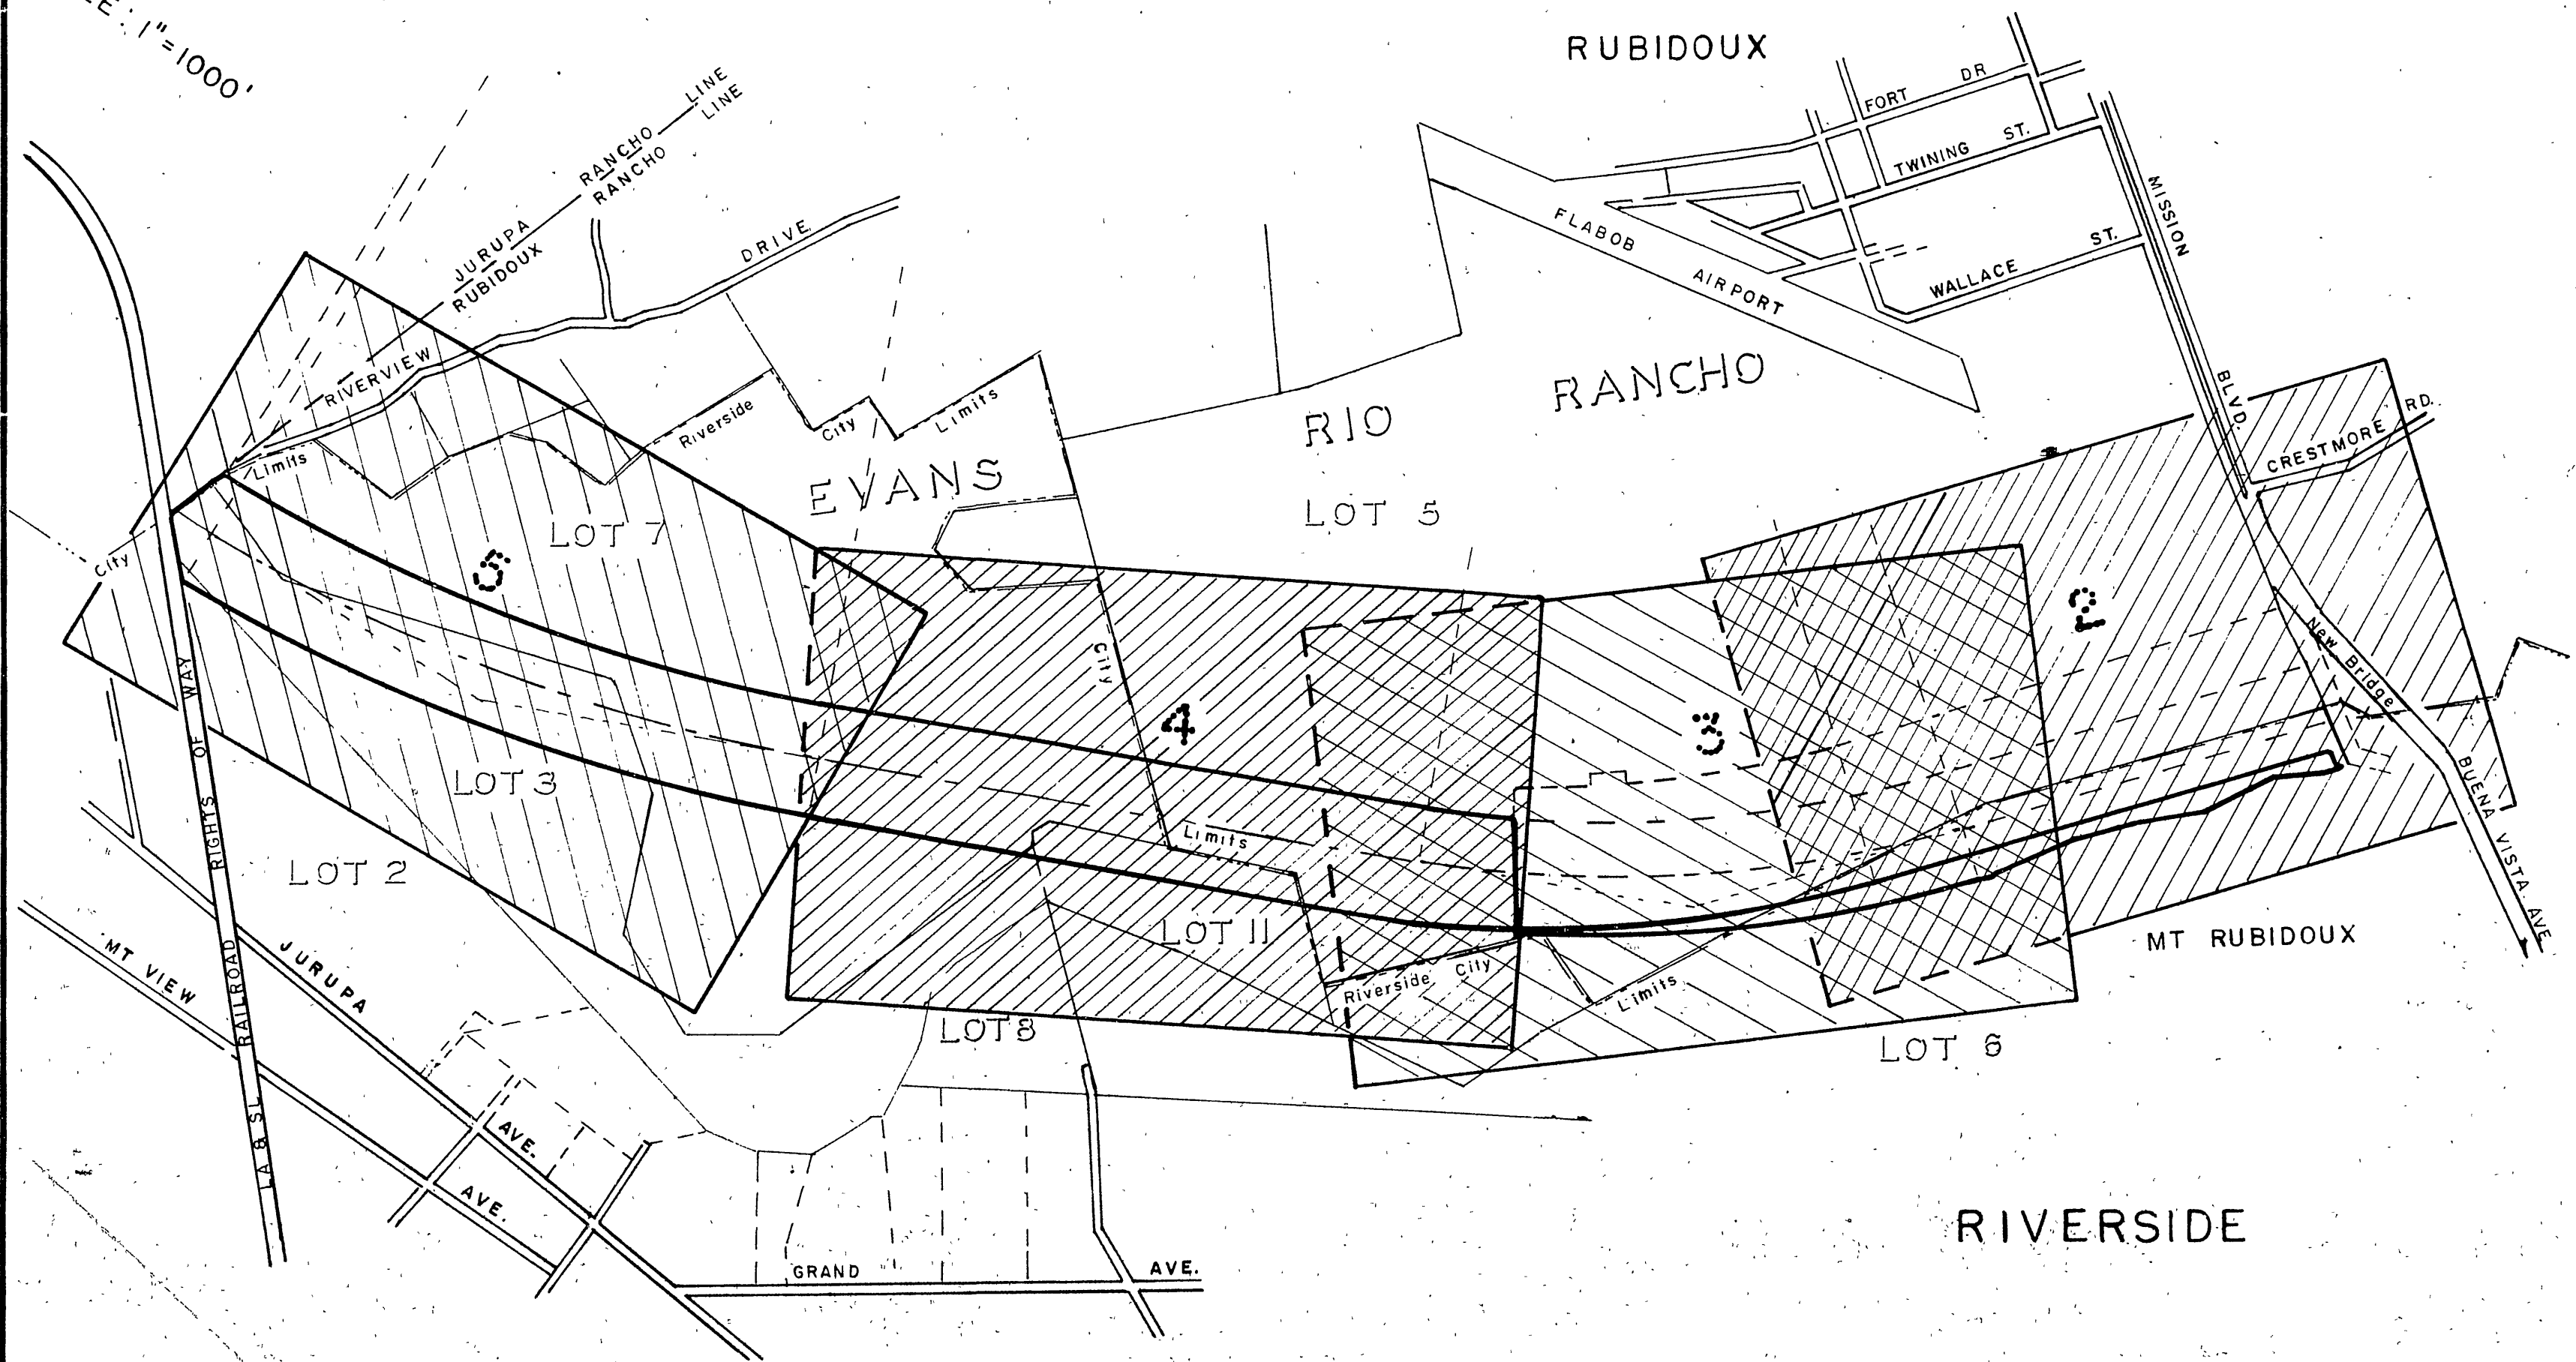 1"=1000'
RUBIDOUX
FORT DR
TWINING ST.
WALLACE ST.
MISSION BLVD.
CRESTMORE RD.
FLABOB AIRPORT
JURUPA RANCHO LINE
RUBIDOUX RANCHO LINE
RIVERVIEW DRIVE
Riverside City Limits
City Limits
EVANS RIO RANCHO
LOT 7
LOT 5
5
4
3
2
New Bridge
BUENA VISTA AVE
City
Limits
LOT 3
LOT 2
LOT 11
Riverside City Limits
LOT 8
LOT 6
MT RUBIDOUX
LA & SL RAILROAD RIGHTS OF WAY
MT VIEW AVE.
JURUPA AVE.
GRAND AVE.
RIVERSIDE